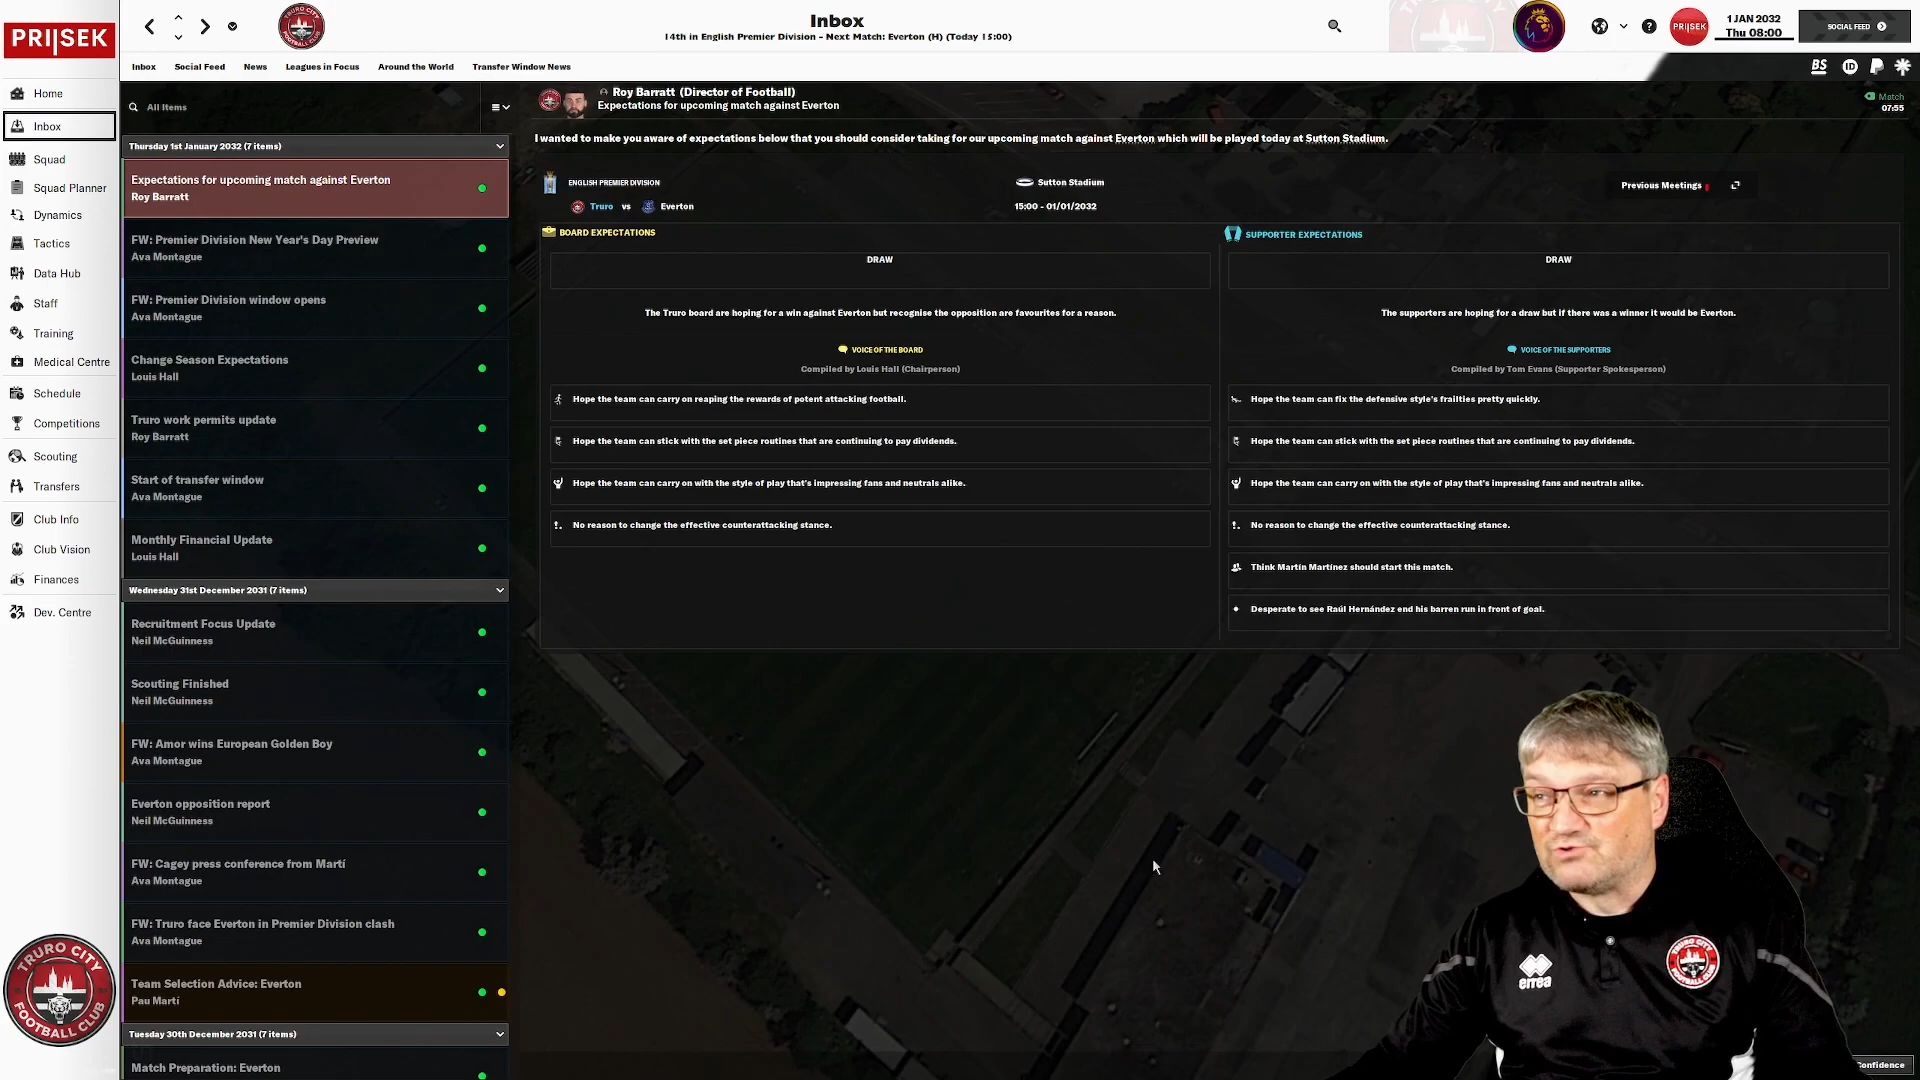 PRIJSEK
Inbox
14th in English Premier Division - Next Match: Everton (H) (Today 15:00)
PRIJSEK
1 JAN 2032
Thu 08:00
SOCIAL FEED
Inbox
Social Feed
News
Leagues in Focus
Around the World
Transfer Window News
BS
ID
Home
Inbox
Squad
Squad Planner
Dynamics
Tactics
Data Hub
Staff
Training
Medical Centre
Schedule
Competitions
Scouting
Transfers
Club Info
Club Vision
Finances
Dev. Centre
TRURO CITY
FOOTBALL CLUB
All Items
Thursday 1st January 2032 (7 items)
Expectations for upcoming match against Everton
Roy Barratt
FW: Premier Division New Year's Day Preview
Ava Montague
FW: Premier Division window opens
Ava Montague
Change Season Expectations
Louis Hall
Truro work permits update
Roy Barratt
Start of transfer window
Ava Montague
Monthly Financial Update
Louis Hall
Wednesday 31st December 2031 (7 items)
Recruitment Focus Update
Neil McGuinness
Scouting Finished
Neil McGuinness
FW: Amor wins European Golden Boy
Ava Montague
Everton opposition report
Neil McGuinness
FW: Cagey press conference from Martí
Ava Montague
FW: Truro face Everton in Premier Division clash
Ava Montague
Team Selection Advice: Everton
Pau Martí
Tuesday 30th December 2031 (7 items)
Match Preparation: Everton
Roy Barratt (Director of Football)
Expectations for upcoming match against Everton
Match
07:55
I wanted to make you aware of expectations below that you should consider taking for our upcoming match against Everton which will be played today at Sutton Stadium.
ENGLISH PREMIER DIVISION
Truro vs Everton
Sutton Stadium
15:00 - 01/01/2032
Previous Meetings
BOARD EXPECTATIONS
DRAW
The Truro board are hoping for a win against Everton but recognise the opposition are favourites for a reason.
VOICE OF THE BOARD
Compiled by Louis Hall (Chairperson)
Hope the team can carry on reaping the rewards of potent attacking football.
Hope the team can stick with the set piece routines that are continuing to pay dividends.
Hope the team can carry on with the style of play that's impressing fans and neutrals alike.
No reason to change the effective counterattacking stance.
SUPPORTER EXPECTATIONS
DRAW
The supporters are hoping for a draw but if there was a winner it would be Everton.
VOICE OF THE SUPPORTERS
Compiled by Tom Evans (Supporter Spokesperson)
Hope the team can fix the defensive style's frailties pretty quickly.
Hope the team can stick with the set piece routines that are continuing to pay dividends.
Hope the team can carry on with the style of play that's impressing fans and neutrals alike.
No reason to change the effective counterattacking stance.
Think Martín Martínez should start this match.
Desperate to see Raúl Hernández end his barren run in front of goal.
errea
TRURO CITY
FOOTBALL CLUB